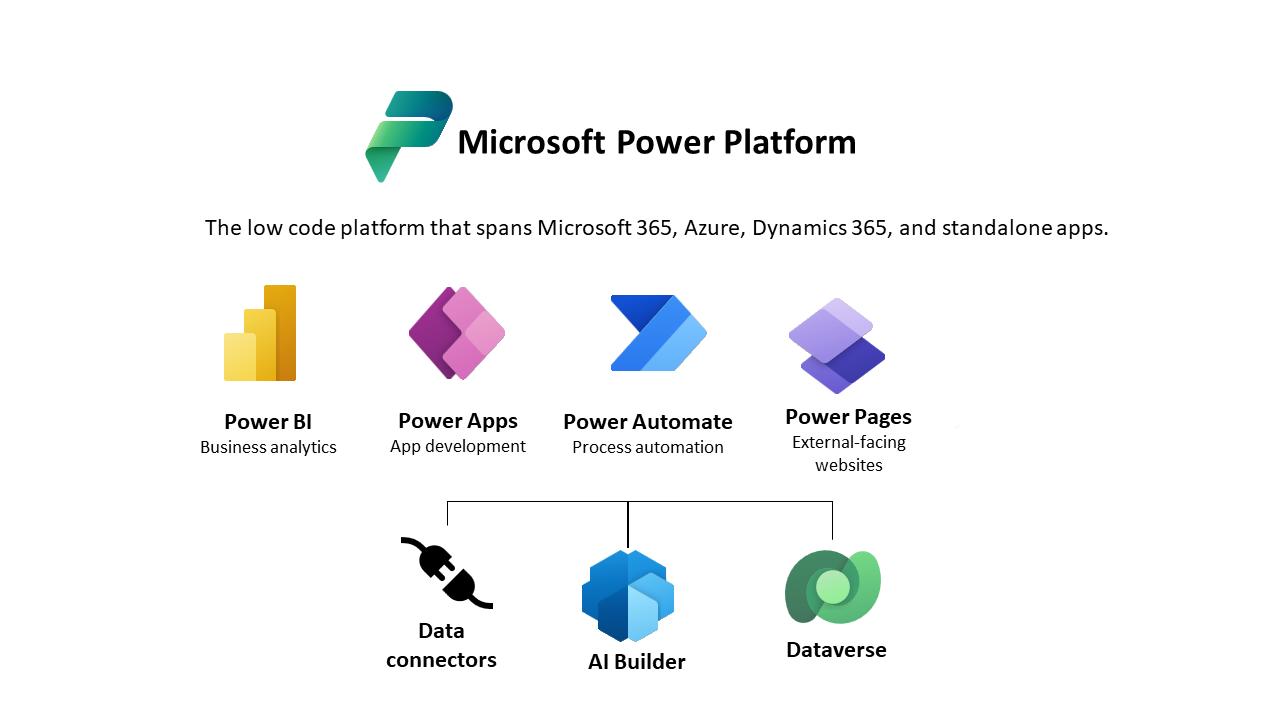 Microsoft Power Platform
The low code platform that spans Microsoft 365, Azure, Dynamics 365, and standalone apps.
Power BI
Business analytics
Power Apps
App development
Power Automate
Process automation
Power Pages
External-facing
websites
Data
connectors
AI Builder
Dataverse